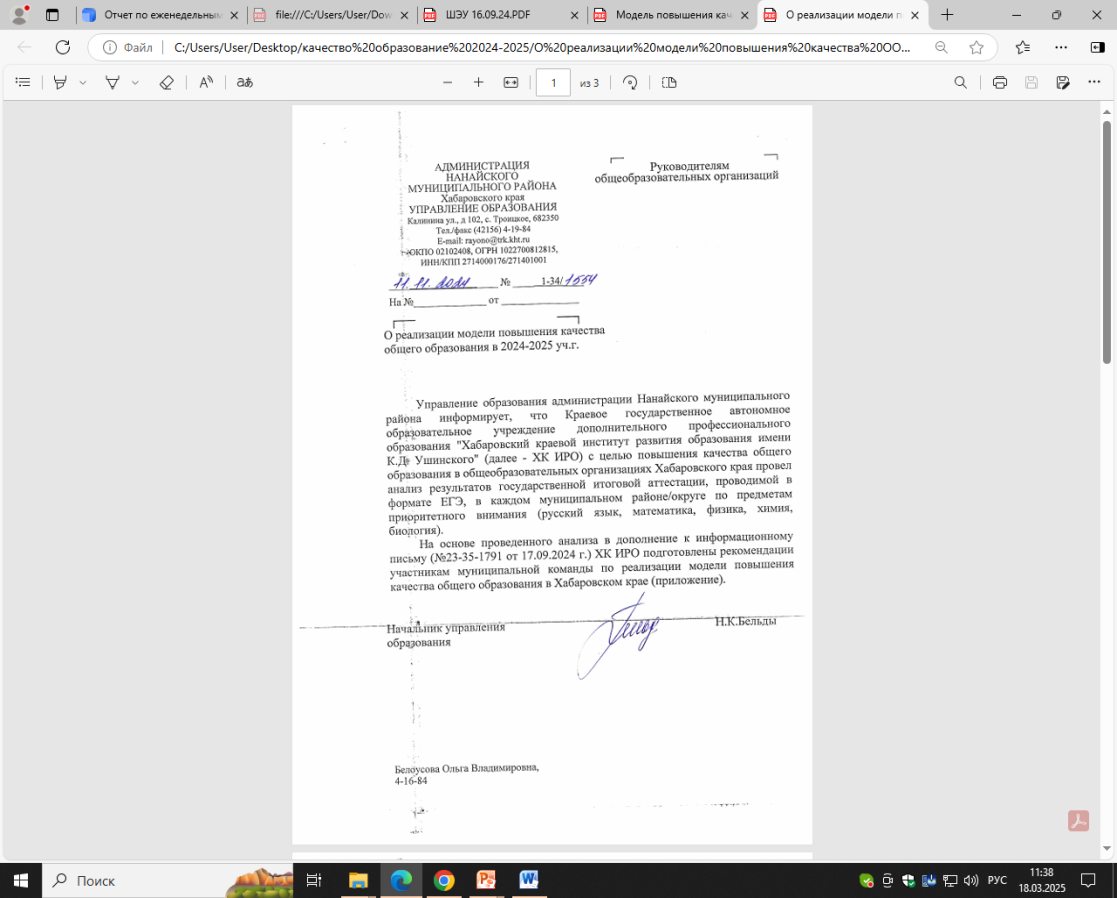 Отчет по еженедельным
file:///C:/Users/User/Dow
ШЭУ 16.09.24.PDF
Модель повышения кач
О реализации модели п
Файл
C:/Users/User/Desktop/качество%20образование%202024-2025/О%20реализации%20модели%20повышения%20качества%20ОО...
1 из 3
АДМИНИСТРАЦИЯ
НАНАЙСКОГО
МУНИЦИПАЛЬНОГО РАЙОНА
Хабаровского края
УПРАВЛЕНИЕ ОБРАЗОВАНИЯ
Калинина ул., д 102, с. Троицкое, 682350
Тел./факс (42156) 4-19-84
E-mail: rayono@trk.kht.ru
ОКПО 02102408, ОГРН 1022700812815,
ИНН/КПП 2714000176/271401001
11.11.2024 № 1-34/1554
На № от
Руководителям
общеобразовательных организаций
О реализации модели повышения качества
общего образования в 2024-2025 уч.г.
Управление образования администрации Нанайского муниципального
района информирует, что Краевое государственное автономное
образовательное учреждение дополнительного профессионального
образования "Хабаровский краевой институт развития образования имени
К.Д. Ушинского" (далее - ХК ИРО) с целью повышения качества общего
образования в общеобразовательных организациях Хабаровского края провел
анализ результатов государственной итоговой аттестации, проводимой в
формате ЕГЭ, в каждом муниципальном районе/округе по предметам
приоритетного внимания (русский язык, математика, физика, химия,
биология).
На основе проведенного анализа в дополнение к информационному
письму (№23-35-1791 от 17.09.2024 г.) ХК ИРО подготовлены рекомендации
участникам муниципальной команды по реализации модели повышения
качества общего образования в Хабаровском крае (приложение).
Начальник управления
образования
Н.К.Бельды
Белоусова Ольга Владимировна,
4-16-84
Поиск
РУС
11:38
18.03.2025